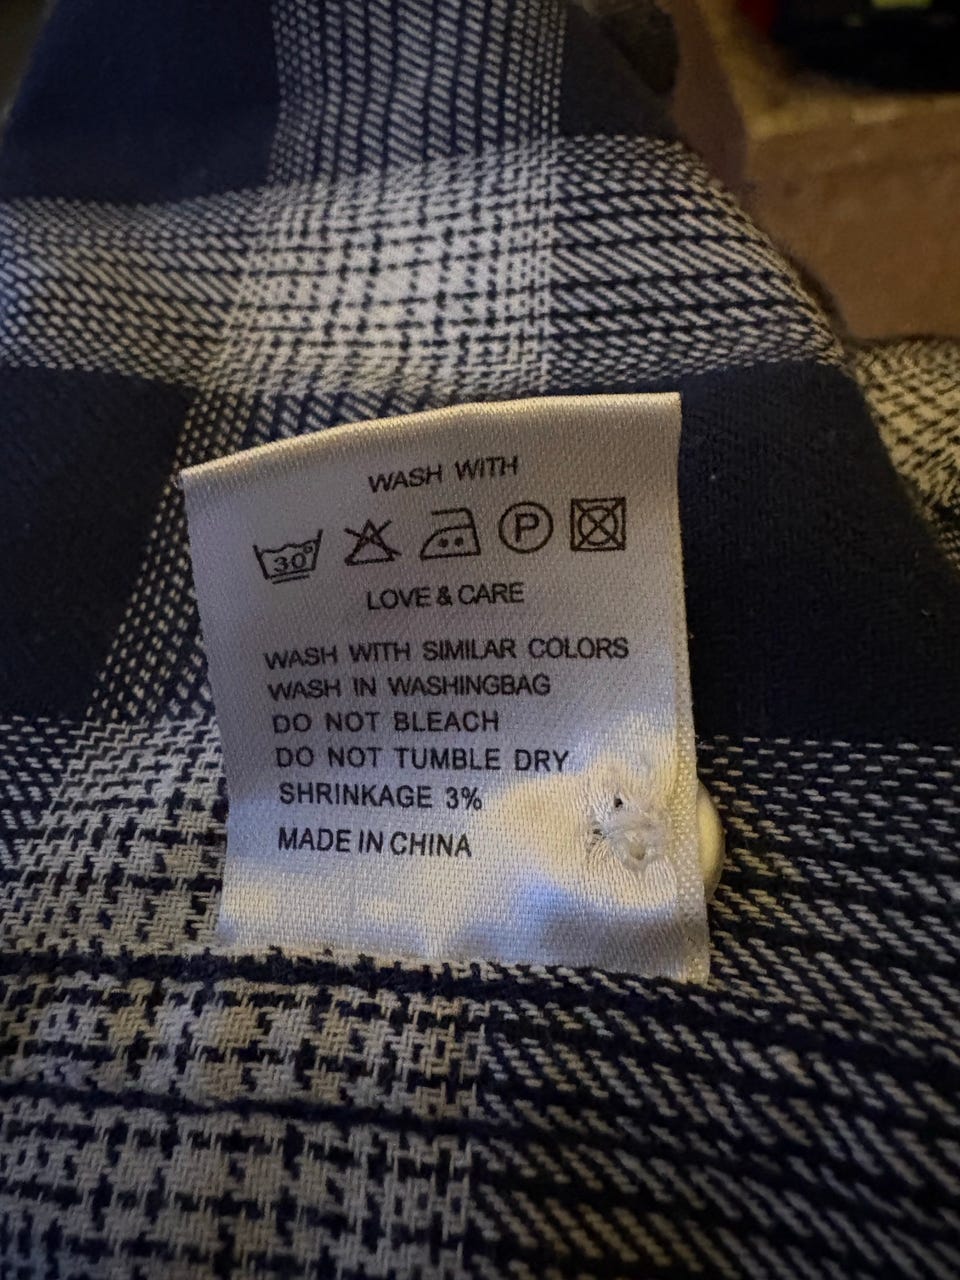 WASH WITH
30° P
LOVE & CARE
WASH WITH SIMILAR COLORS
WASH IN WASHINGBAG
DO NOT BLEACH
DO NOT TUMBLE DRY
SHRINKAGE 3%
MADE IN CHINA